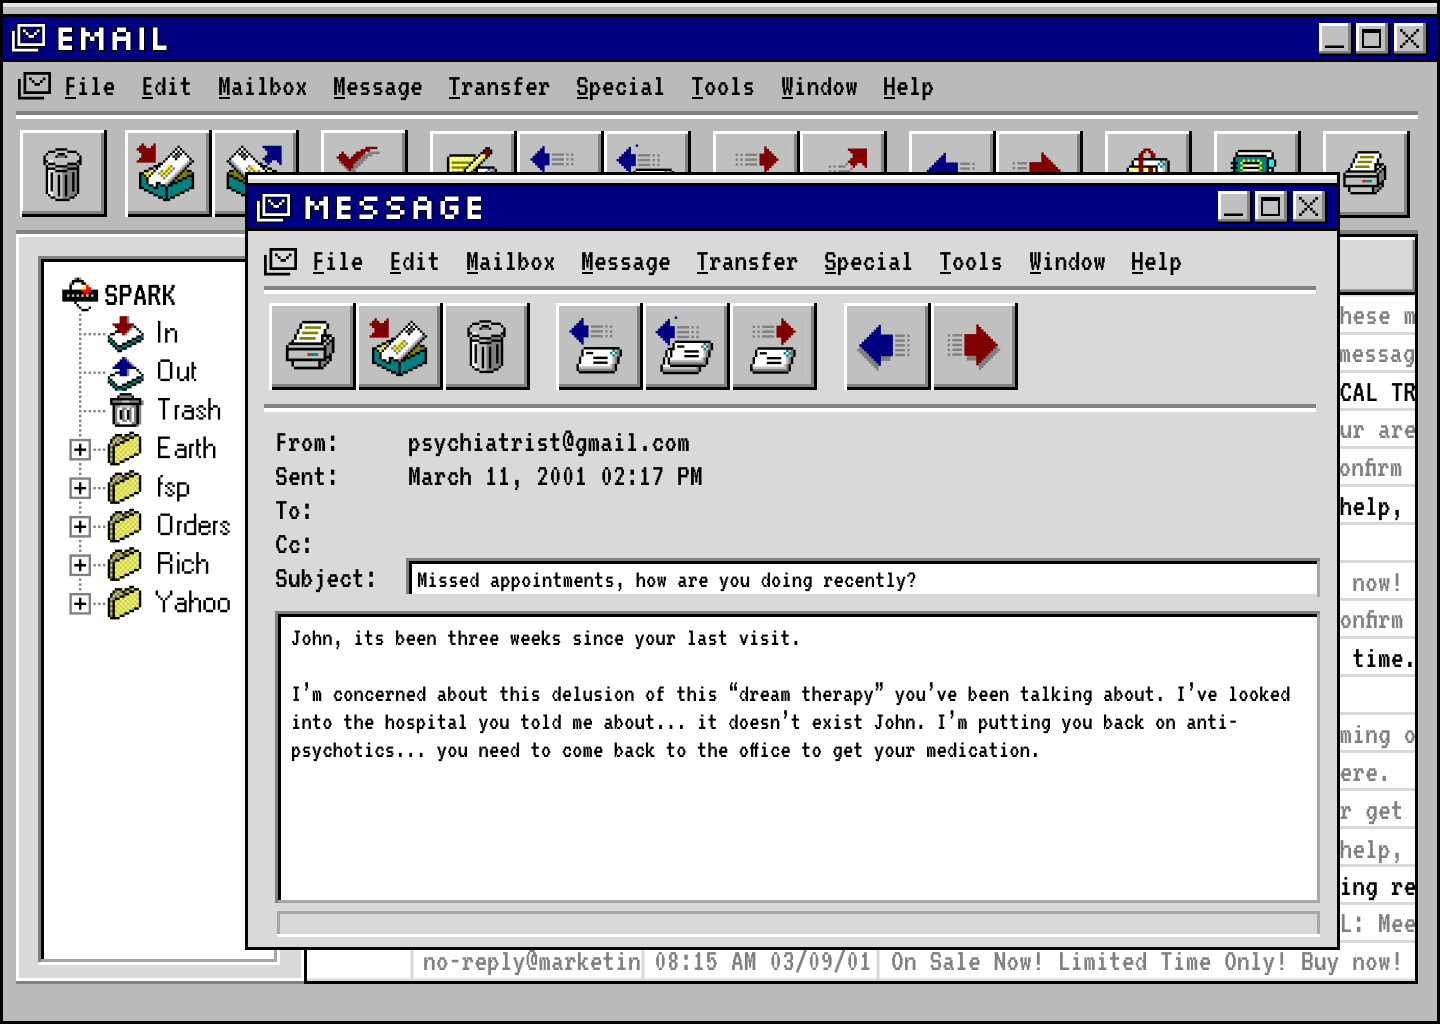 EMAIL
File Edit Mailbox Message Transfer Special Tools Window Help
MESSAGE
File Edit Mailbox Message Transfer Special Tools Window Help
SPARK
In
Out
Trash
Earth
fsp
Orders
Rich
Yahoo
From: psychiatrist@gmail.com
Sent: March 11, 2001 02:17 PM
To:
Cc:
Subject: Missed appointments, how are you doing recently?
John, its been three weeks since your last visit.
I'm concerned about this delusion of this “dream therapy” you've been talking about. I've looked
into the hospital you told me about... it doesn't exist John. I'm putting you back on anti-
psychotics... you need to come back to the office to get your medication.
hese m
messag
CAL TR
ur are
onfirm
help,
now!
onfirm
time.
ming o
ere.
r get
help,
ing re
L: Mee
no-reply@marketin 08:15 AM 03/09/01 On Sale Now! Limited Time Only! Buy now!